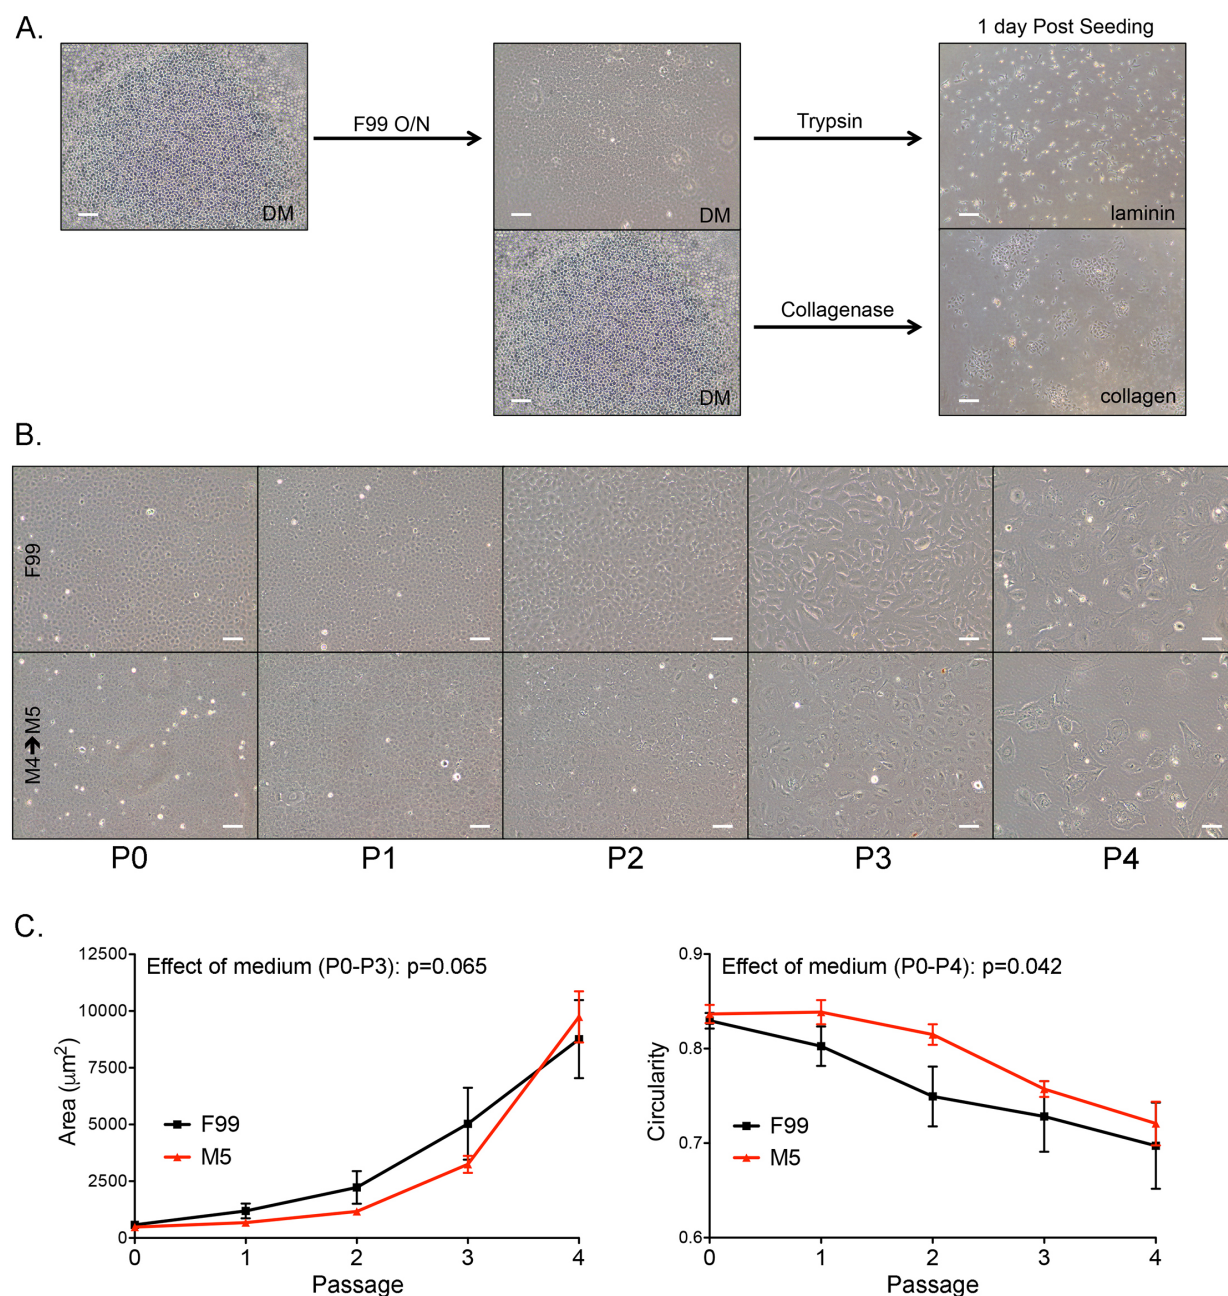 A.
1 day Post Seeding
DM
F99 O/N
DM
Trypsin
laminin
DM
Collagenase
collagen
B.
F99
M4➔M5
P0 P1 P2 P3 P4
C.
Effect of medium (P0-P3): p=0.065
12500
10000
7500
5000
2500
0
Area (μm²)
F99
M5
0 1 2 3 4
Passage
Effect of medium (P0-P4): p=0.042
0.9
0.8
0.7
0.6
Circularity
F99
M5
0 1 2 3 4
Passage